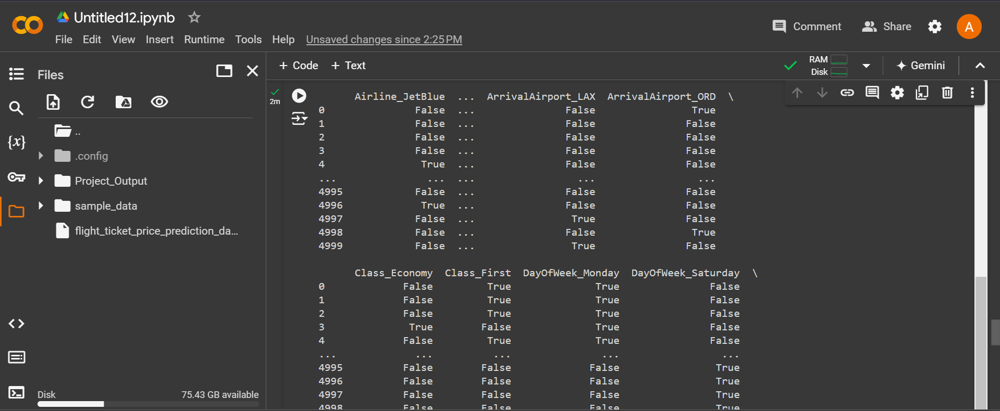 Untitled12.ipynb
File Edit View Insert Runtime Tools Help Unsaved changes since 2:25 PM
Comment Share A
Files
+ Code + Text
RAM
Disk
Gemini
..
.config
Project_Output
sample_data
flight_ticket_price_prediction_da...
{x}
Disk 75.43 GB available
2m
Airline_JetBlue ... ArrivalAirport_LAX ArrivalAirport_ORD \
0 False ... False True
1 False ... False False
2 False ... False False
3 False ... False False
4 True ... False False
... ... ... ... ...
4995 False ... False False
4996 True ... False False
4997 False ... True False
4998 False ... False True
4999 False ... True False
Class_Economy Class_First DayOfWeek_Monday DayOfWeek_Saturday \
0 False True True False
1 False True True False
2 False True True False
3 True False True False
4 False True True False
... ... ... ... ...
4995 False False False True
4996 False False False True
4997 False False False True
4998 False False False True